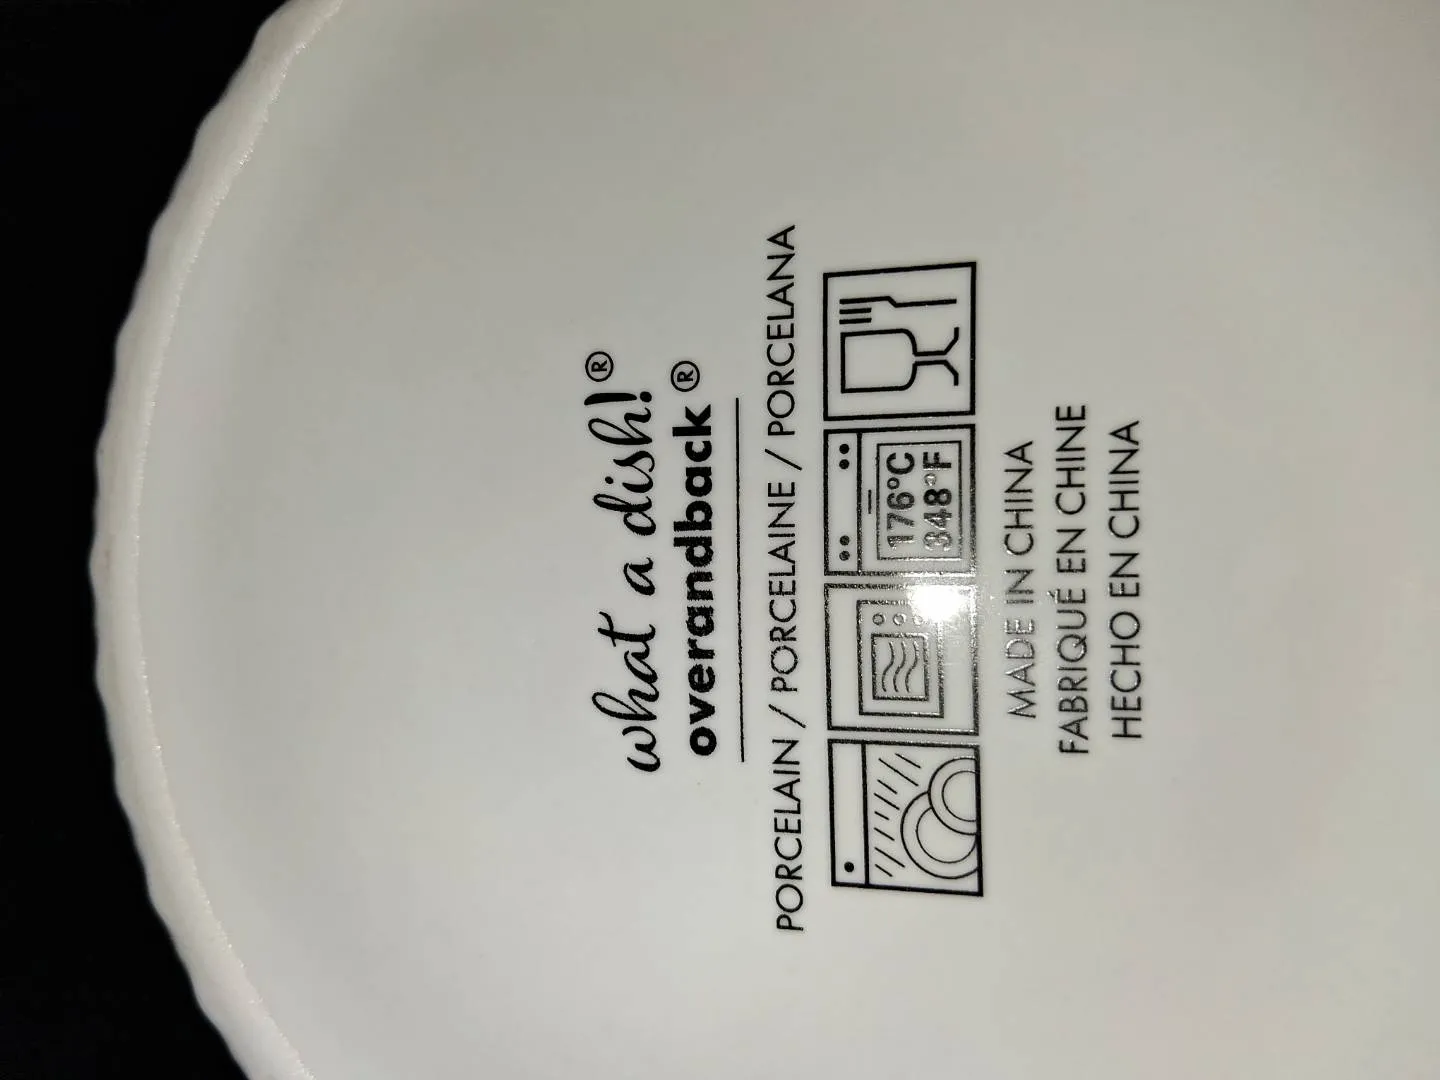 what a dish!®
overandback®
PORCELAIN / PORCELAINE / PORCELANA
176°C
348°F
MADE IN CHINA
FABRIQUÉ EN CHINE
HECHO EN CHINA